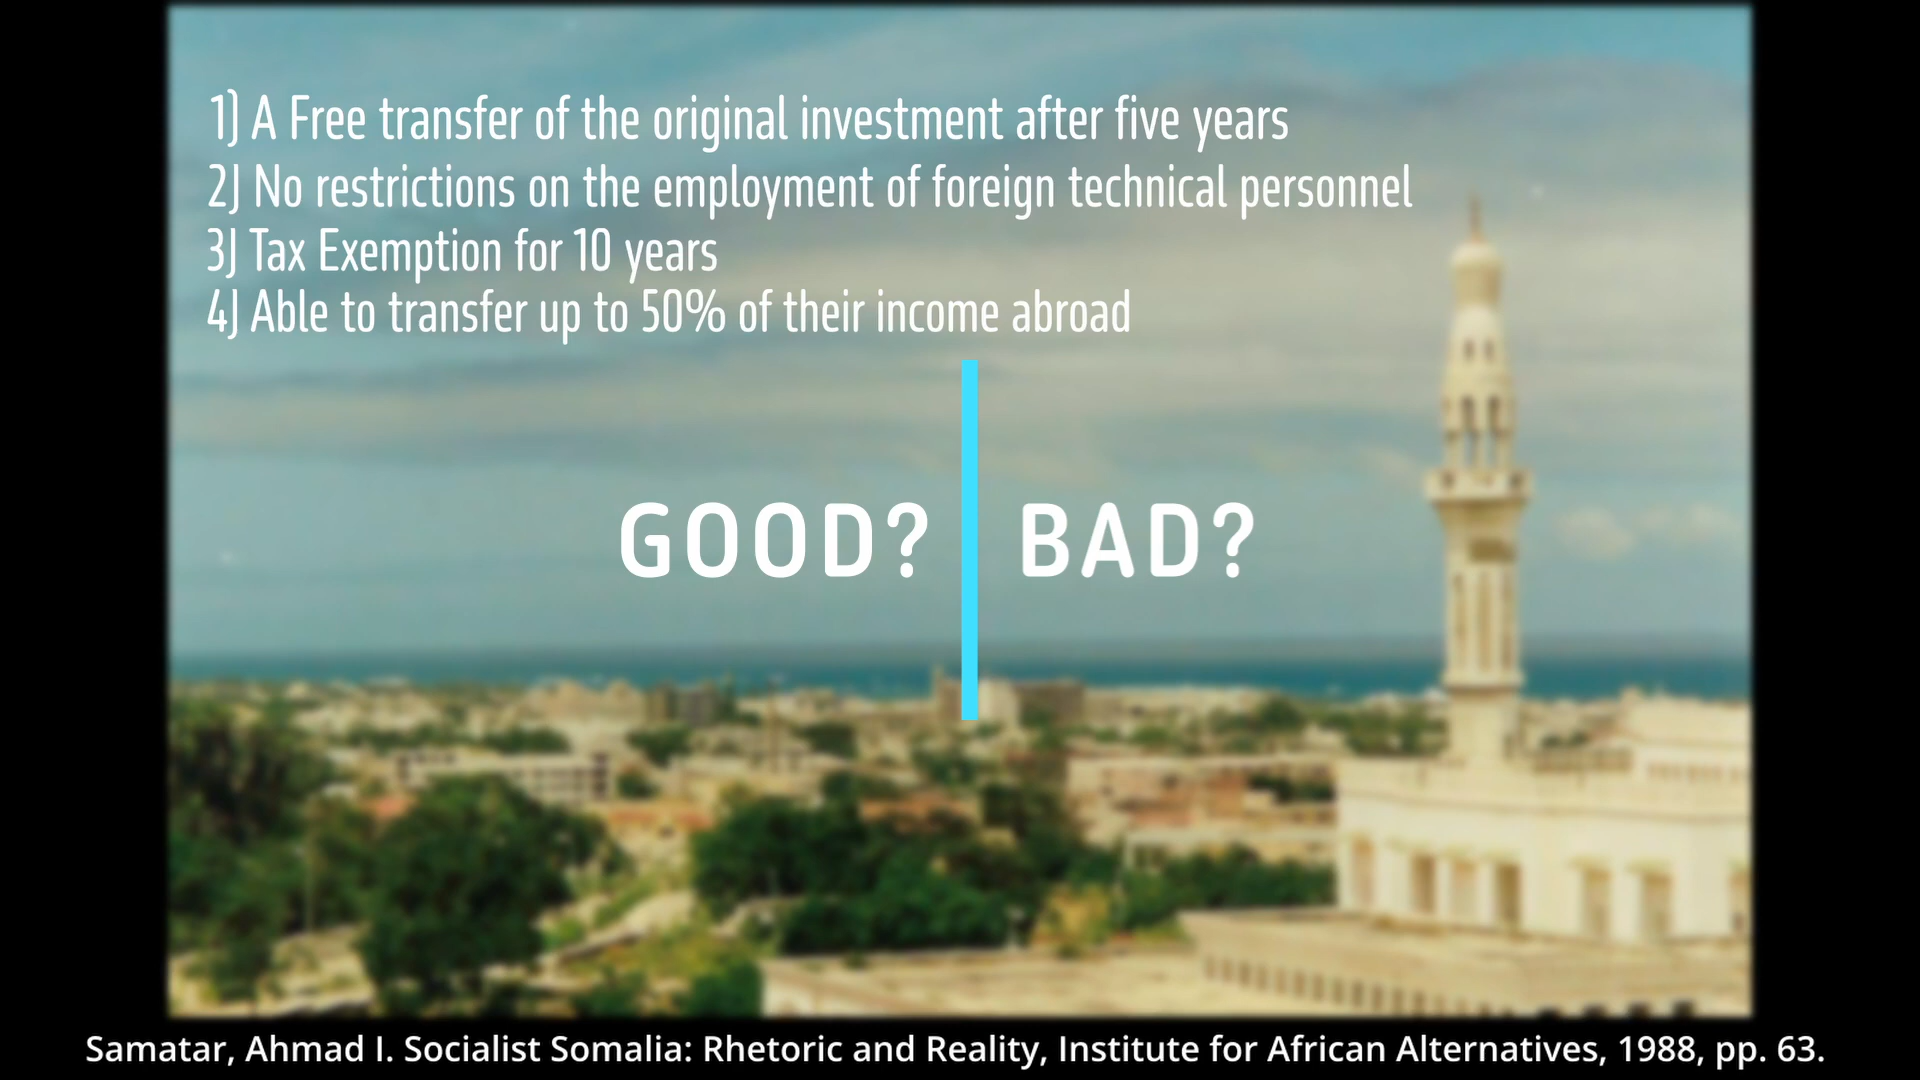 1) A Free transfer of the original investment after five years
2) No restrictions on the employment of foreign technical personnel
3) Tax Exemption for 10 years
4) Able to transfer up to 50% of their income abroad
GOOD? BAD?
Samatar, Ahmad I. Socialist Somalia: Rhetoric and Reality, Institute for African Alternatives, 1988, pp. 63.